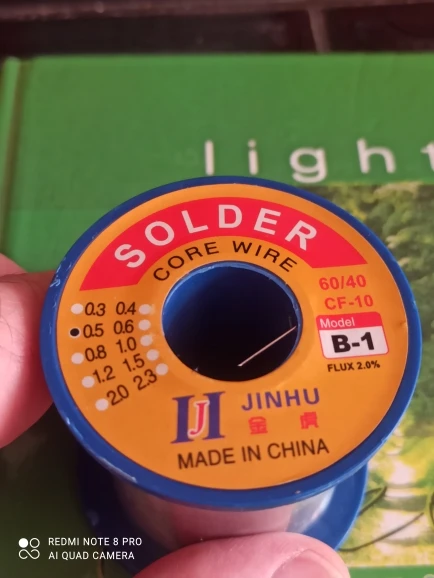 light
SOLDER
CORE WIRE
60/40
CF-10
Model
B-1
FLUX 2.0%
0.3 0.4
0.5 0.6
0.8 1.0
1.2 1.5
2.0 2.3
JINHU
金虎
MADE IN CHINA
REDMI NOTE 8 PRO
AI QUAD CAMERA